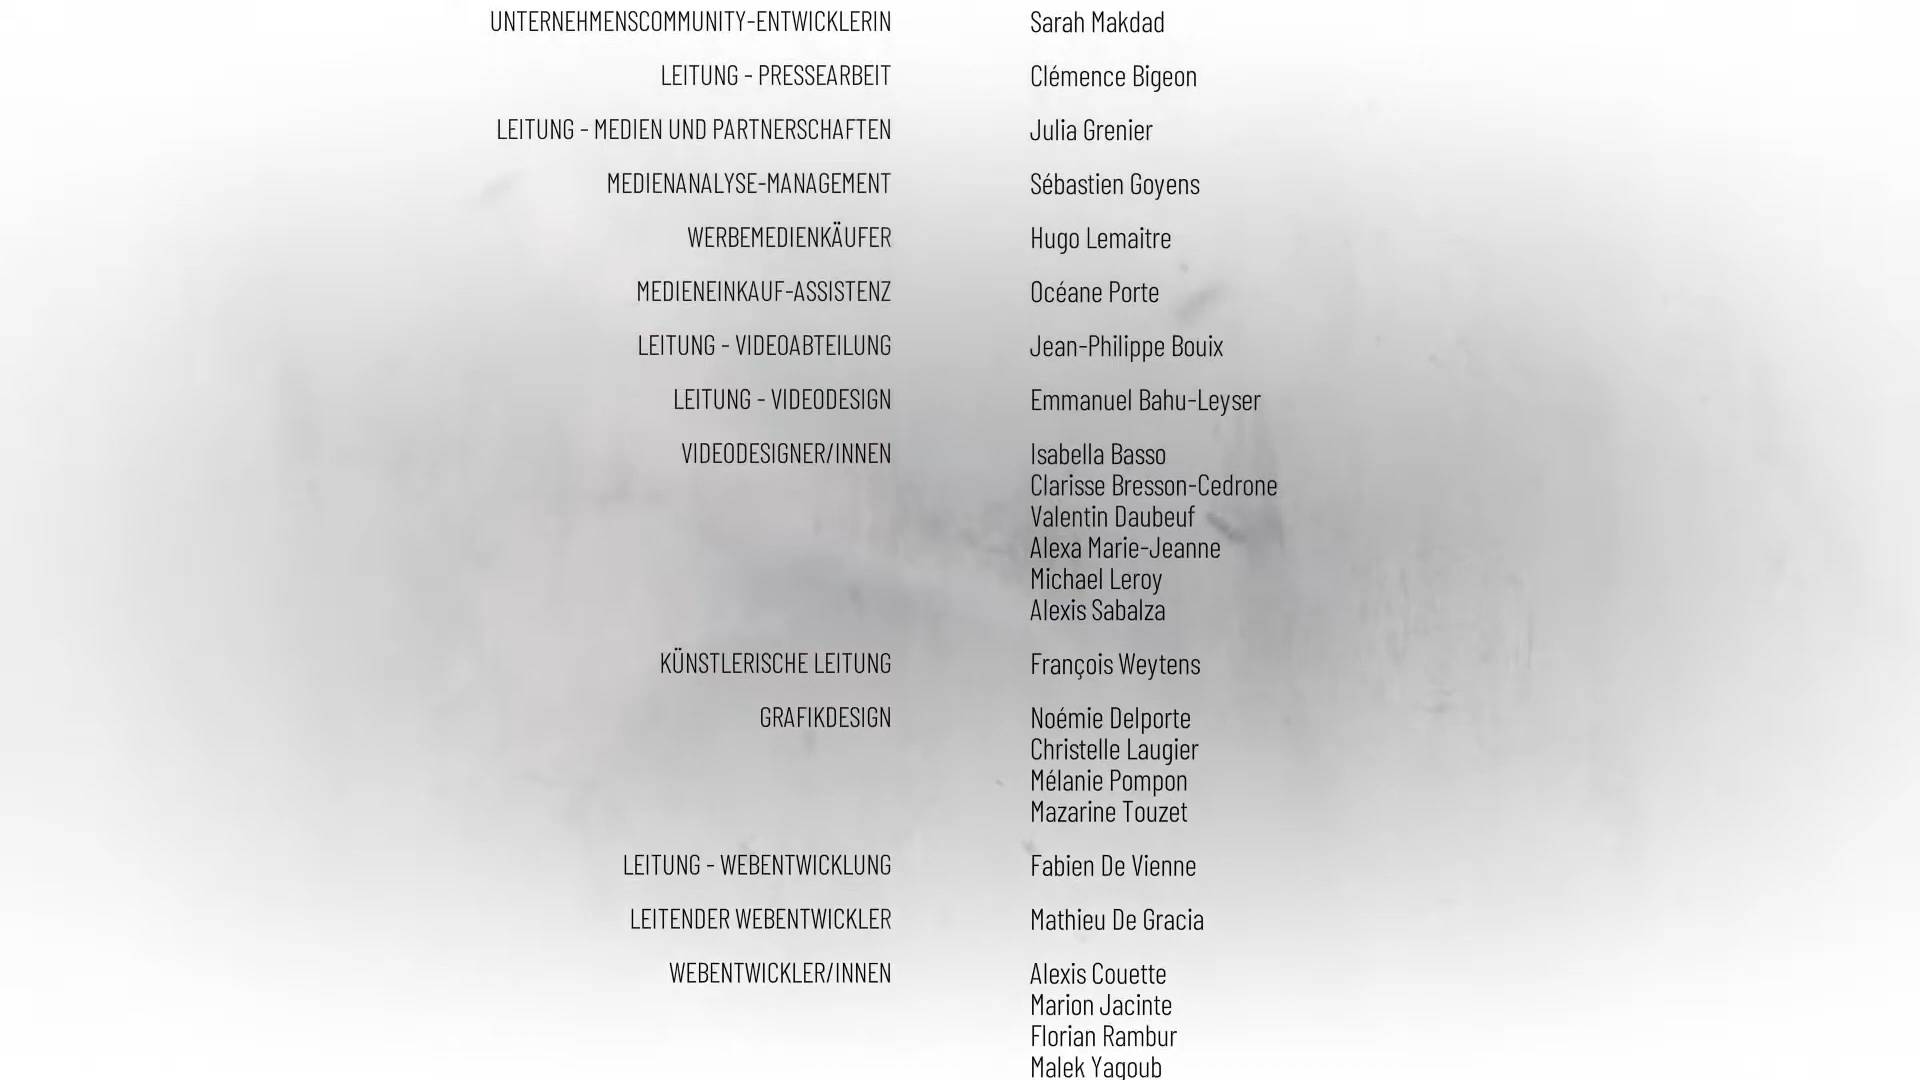 UNTERNEHMENSCOMMUNITY-ENTWICKLERIN Sarah Makdad
LEITUNG - PRESSEARBEIT Clémence Bigeon
LEITUNG - MEDIEN UND PARTNERSCHAFTEN Julia Grenier
MEDIENANALYSE-MANAGEMENT Sébastien Goyens
WERBEMEDIENKÄUFER Hugo Lemaitre
MEDIENEINKAUF-ASSISTENZ Océane Porte
LEITUNG - VIDEOABTEILUNG Jean-Philippe Bouix
LEITUNG - VIDEODESIGN Emmanuel Bahu-Leyser
VIDEODESIGNER/INNEN Isabella Basso
Clarisse Bresson-Cedrone
Valentin Daubeuf
Alexa Marie-Jeanne
Michael Leroy
Alexis Sabalza
KÜNSTLERISCHE LEITUNG François Weytens
GRAFIKDESIGN Noémie Delporte
Christelle Laugier
Mélanie Pompon
Mazarine Touzet
LEITUNG - WEBENTWICKLUNG Fabien De Vienne
LEITENDER WEBENTWICKLER Mathieu De Gracia
WEBENTWICKLER/INNEN Alexis Couette
Marion Jacinte
Florian Rambur
Malek Yagoub